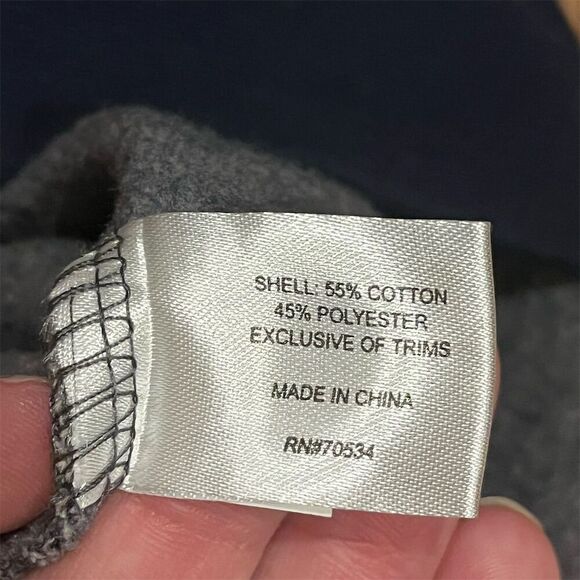 SHELL: 55% COTTON
45% POLYESTER
EXCLUSIVE OF TRIMS
MADE IN CHINA
RN#70534